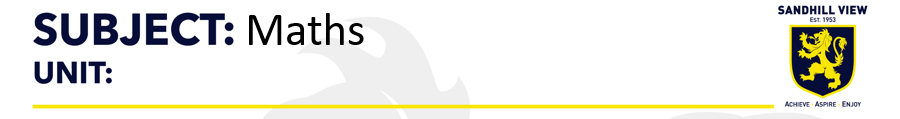 SUBJECT: Maths
UNIT:
SANDHILL VIEW
EST. 1953
ACHIEVE · ASPIRE · ENJOY